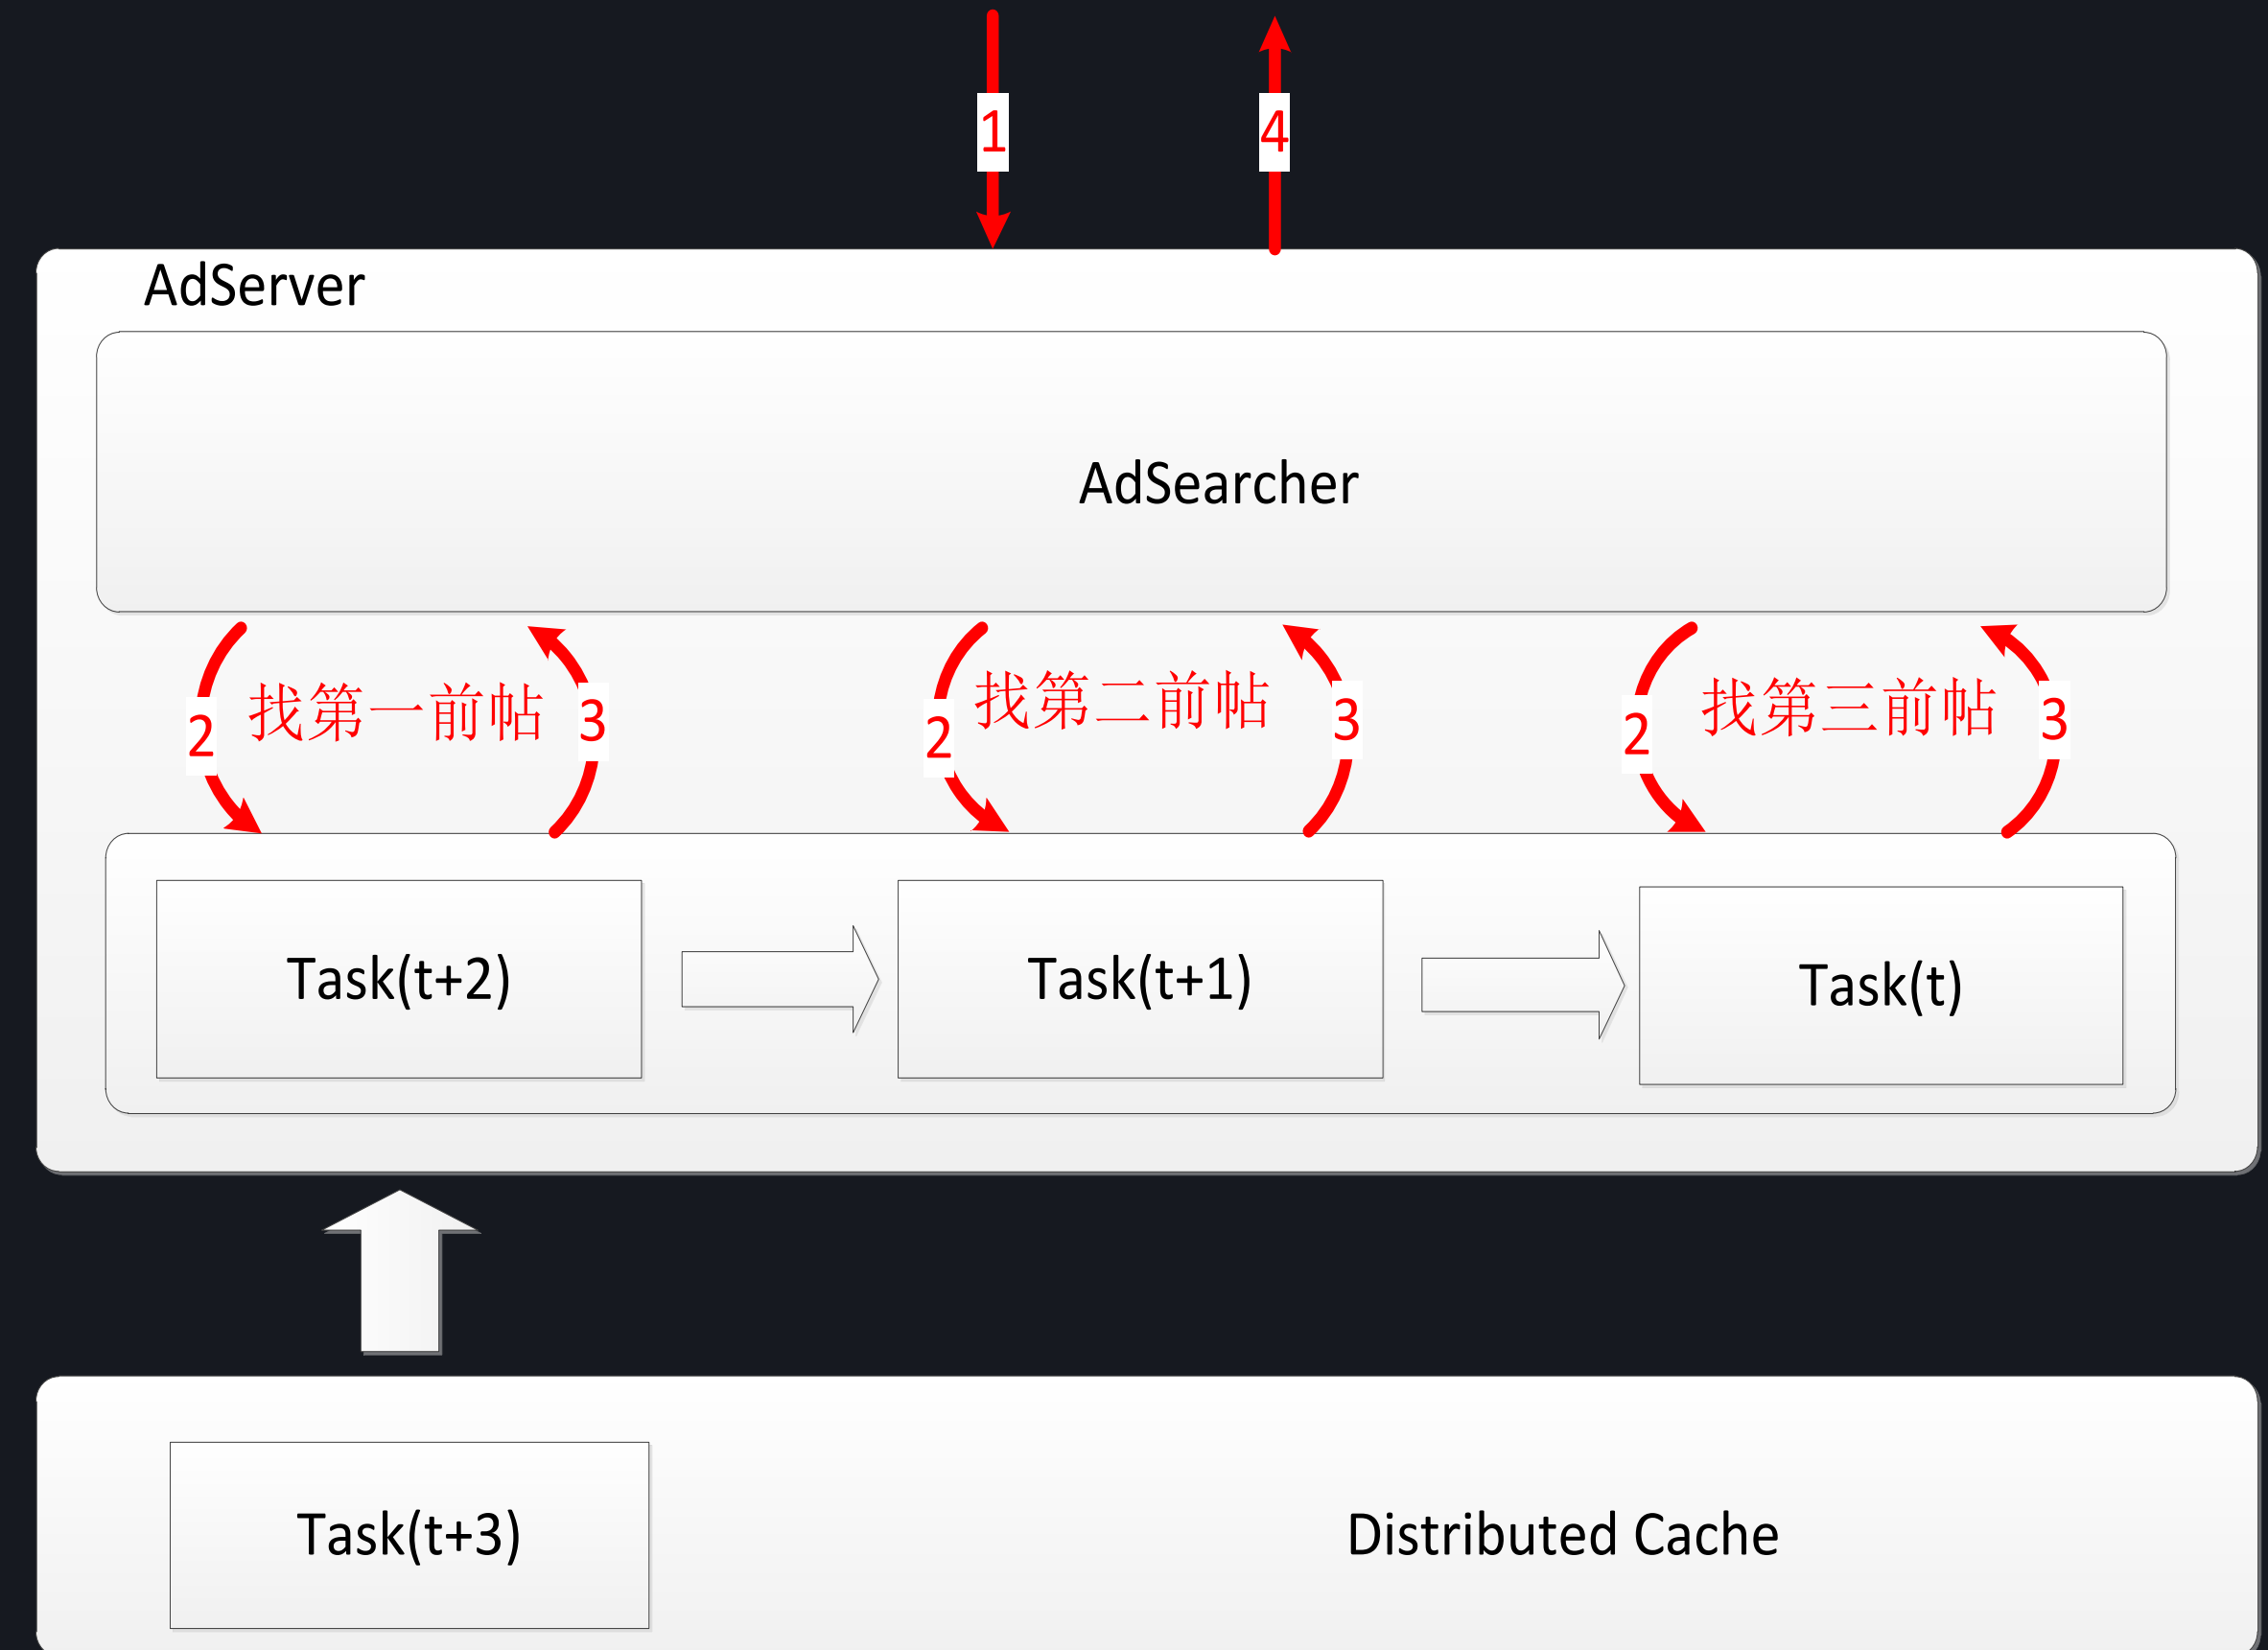 1
4
AdServer
AdSearcher
2
找第一前帖
3
2
找第二前帖
3
2
找第三前帖
3
Task(t+2)
Task(t+1)
Task(t)
Task(t+3)
Distributed Cache